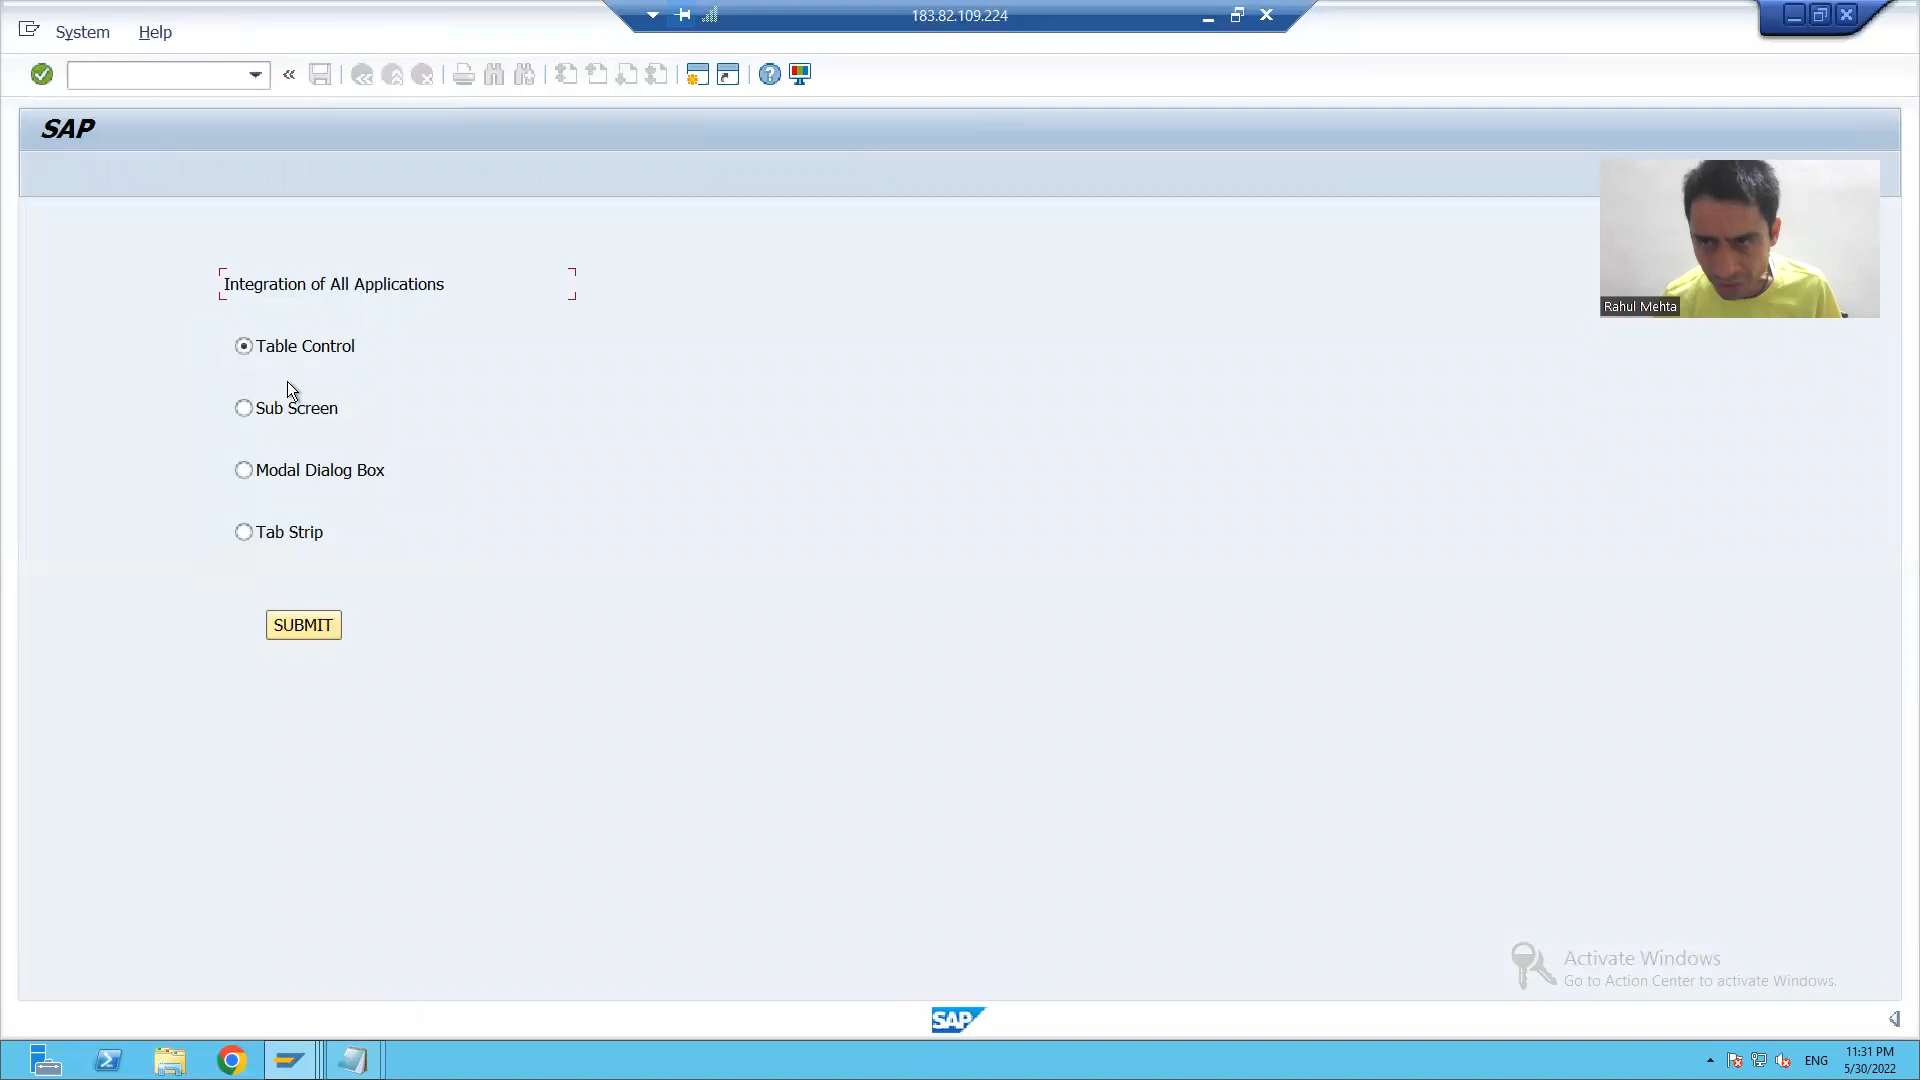 183.82.109.224
System Help
SAP
Rahul Mehta
Integration of All Applications
Table Control
Sub Screen
Modal Dialog Box
Tab Strip
SUBMIT
Activate Windows
Go to Action Center to activate Windows.
SAP
ENG
11:31 PM
5/30/2022